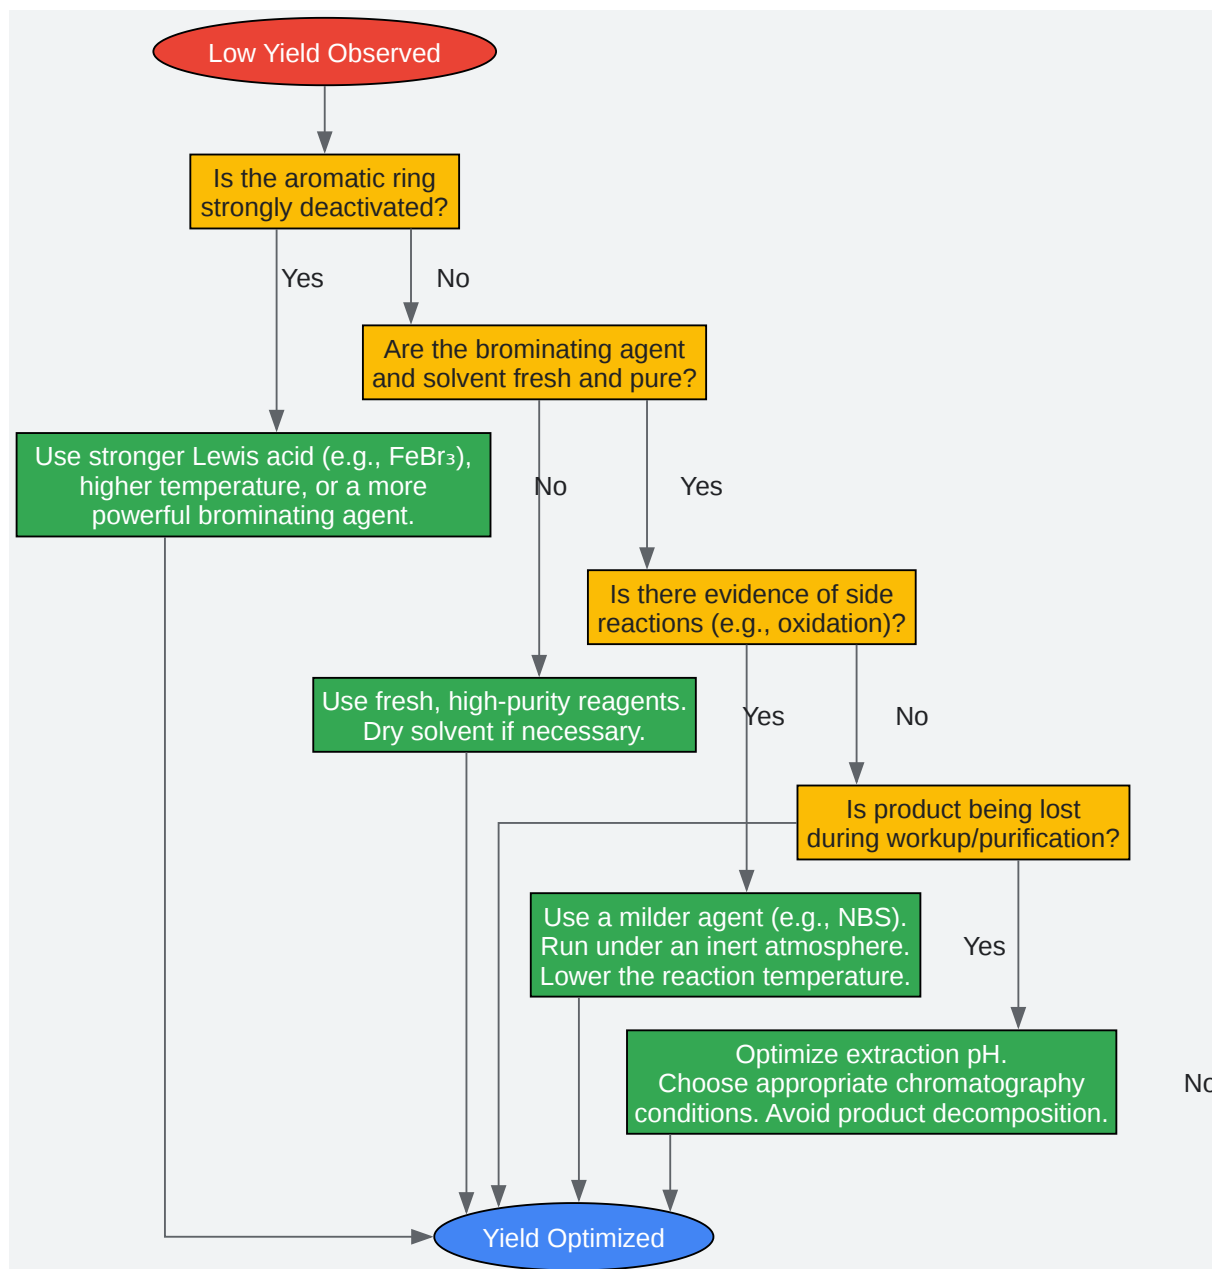 Low Yield Observed
Is the aromatic ring
strongly deactivated?
Yes
No
Are the brominating agent
and solvent fresh and pure?
Use stronger Lewis acid (e.g., FeBr₃),
higher temperature, or a more
powerful brominating agent.
No
Yes
Is there evidence of side
reactions (e.g., oxidation)?
Use fresh, high-purity reagents.
Dry solvent if necessary.
Yes
No
Is product being lost
during workup/purification?
Use a milder agent (e.g., NBS).
Run under an inert atmosphere.
Lower the reaction temperature.
Yes
Optimize extraction pH.
Choose appropriate chromatography
conditions. Avoid product decomposition.
No
Yield Optimized